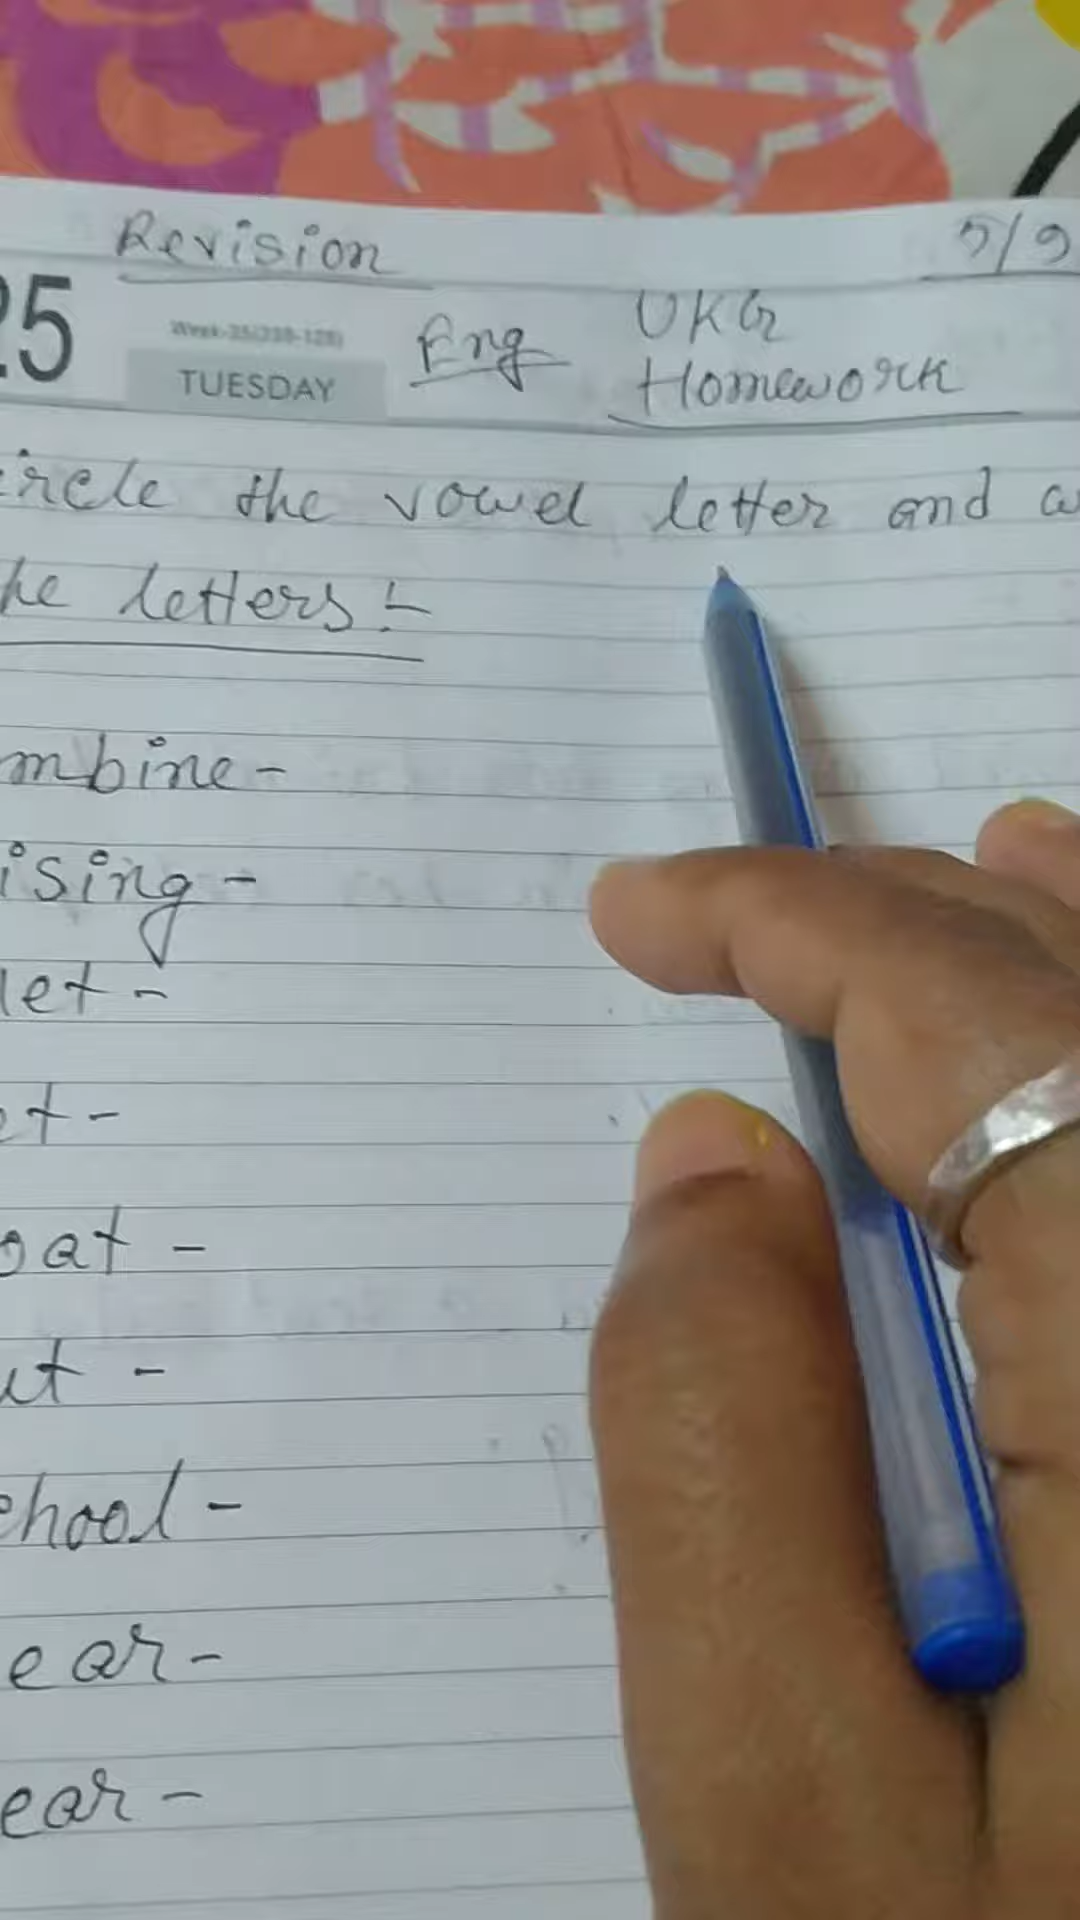 Revision 5/9
25 UKG
TUESDAY Eng Homework
ircle the vowel letter and
he letters :-
mbine -
ising -
let -
et -
oat -
ut -
chool -
ear -
ear -